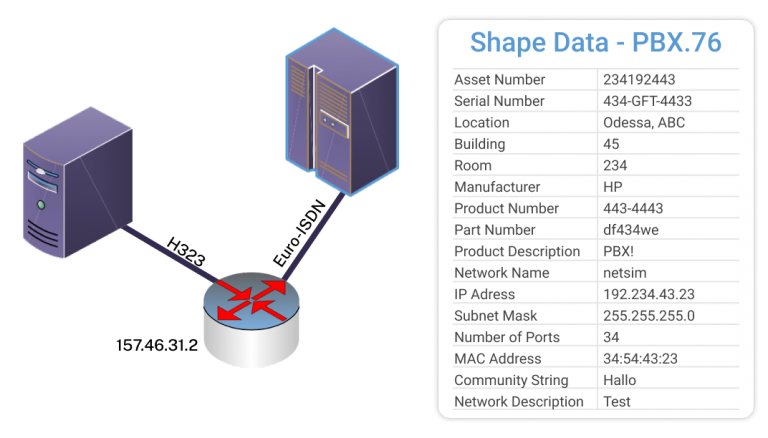 H323
Euro-ISDN
157.46.31.2
Shape Data - PBX.76
Asset Number 234192443
Serial Number 434-GFT-4433
Location Odessa, ABC
Building 45
Room 234
Manufacturer HP
Product Number 443-4443
Part Number df434we
Product Description PBX!
Network Name netsim
IP Adress 192.234.43.23
Subnet Mask 255.255.255.0
Number of Ports 34
MAC Address 34:54:43:23
Community String Hallo
Network Description Test